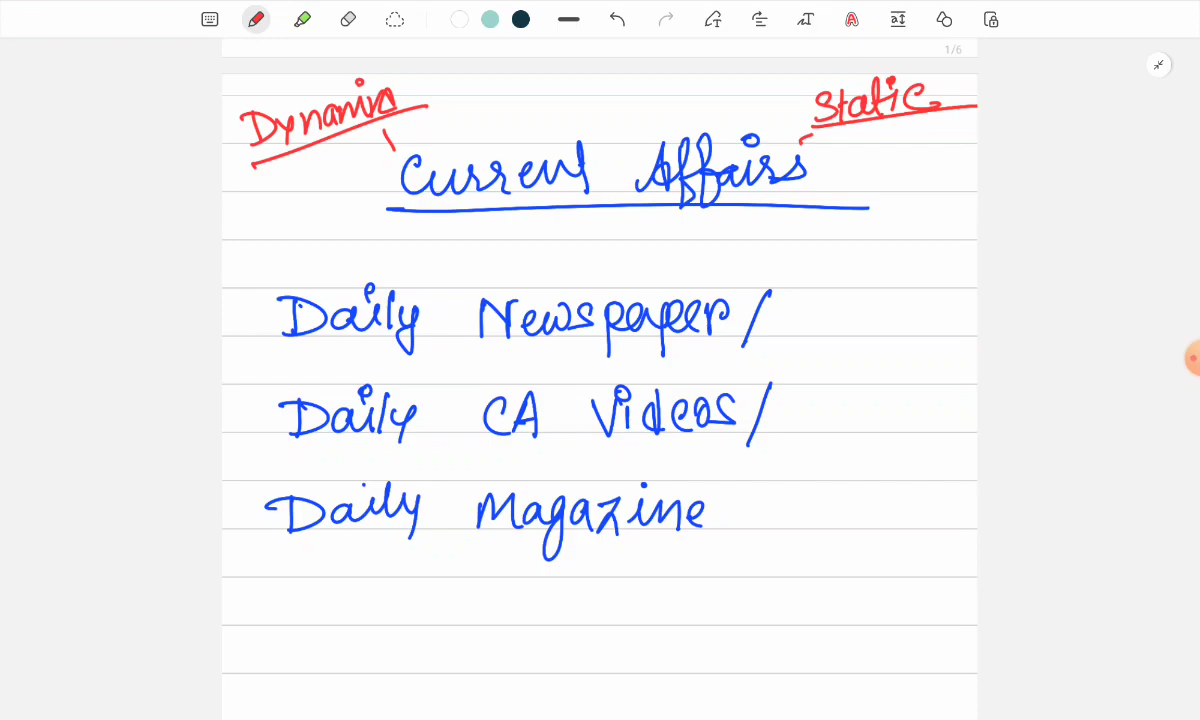 1/6
Dynamic
Static
Current Affairs
Daily Newspaper/
Daily CA Videos/
Daily Magazine